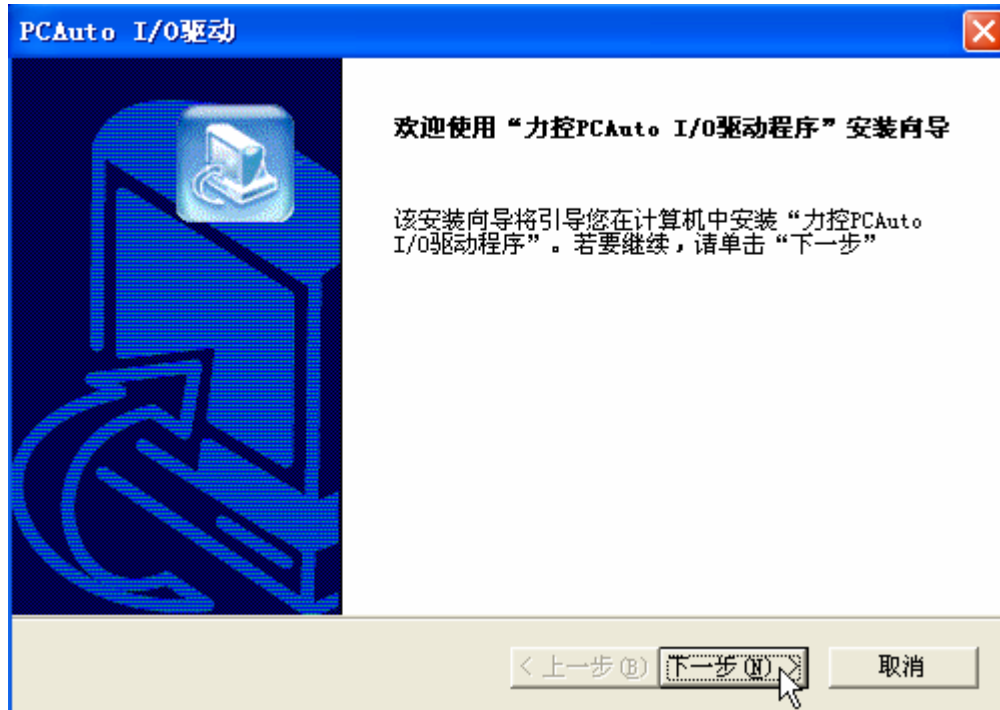 PCAuto I/O驱动
欢迎使用“力控PCAuto I/O驱动程序”安装向导
该安装向导将引导您在计算机中安装“力控PCAuto
I/O驱动程序”。若要继续，请单击“下一步”
< 上一步(B)
下一步(N) >
取消